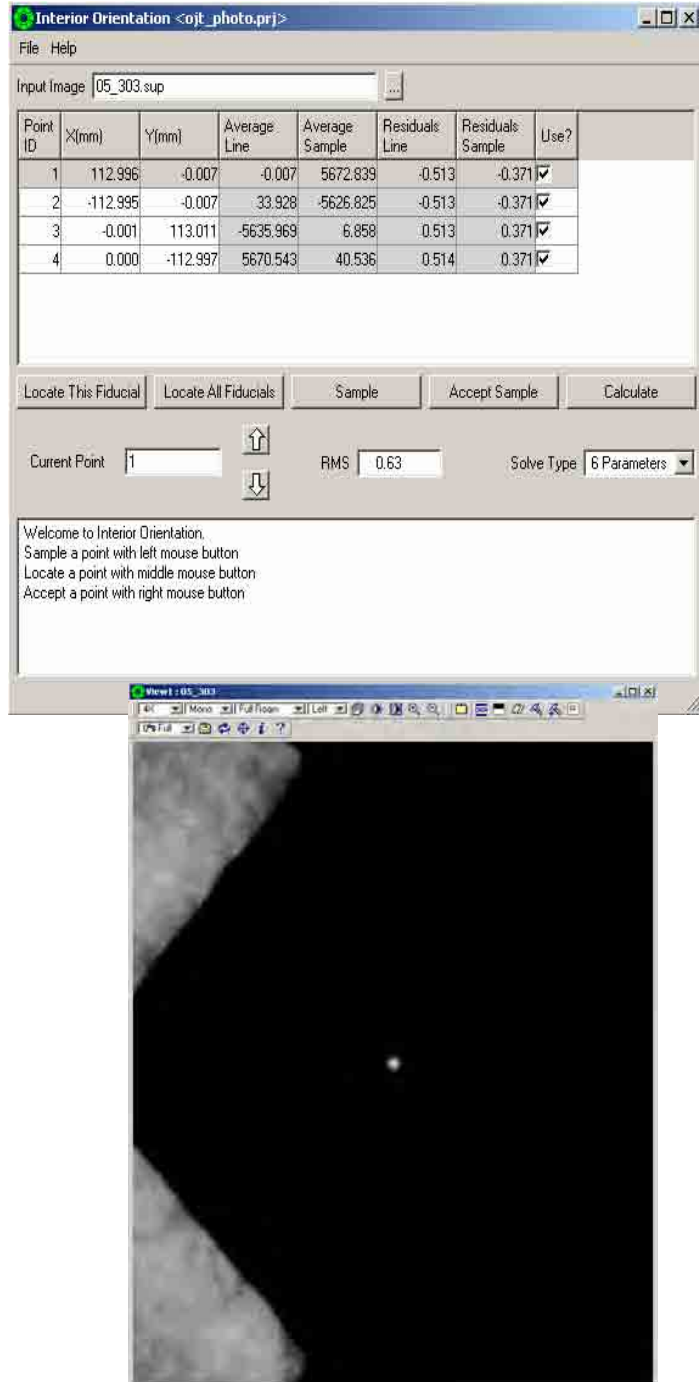 Interior Orientation <ojt_photo.prj>
File Help
Input Image 05_303.sup ...
Point ID X(mm) Y(mm) Average Line Average Sample Residuals Line Residuals Sample Use?
1 112.996 -0.007 -0.007 5672.839 -0.513 -0.371
2 -112.995 -0.007 33.928 -5626.825 -0.513 -0.371
3 -0.001 113.011 -5635.969 6.858 0.513 0.371
4 0.000 -112.997 5670.543 40.536 0.514 0.371
Locate This Fiducial Locate All Fiducials Sample Accept Sample Calculate
Current Point 1 RMS 0.63 Solve Type 6 Parameters
Welcome to Interior Orientation.
Sample a point with left mouse button
Locate a point with middle mouse button
Accept a point with right mouse button
View1 : 05_303
4X Mono Full Room Left
Full